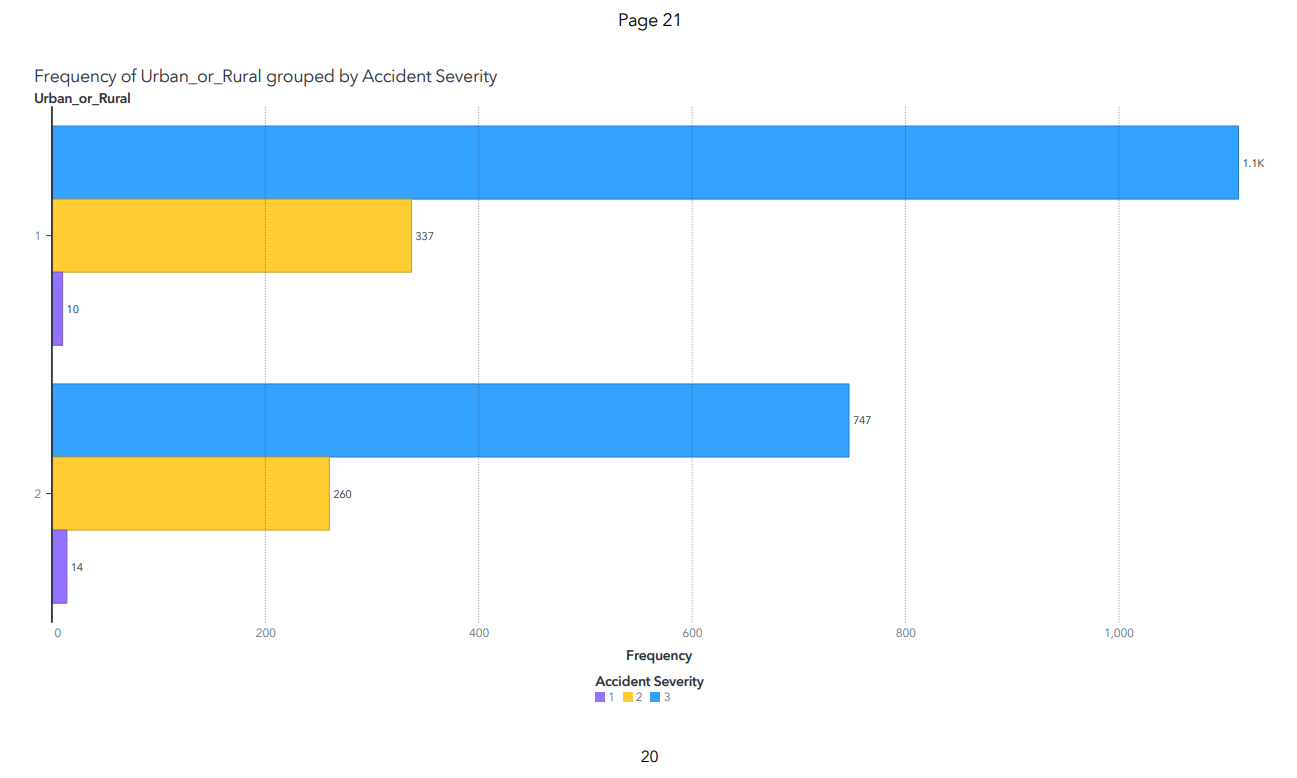 Page 21
Frequency of Urban_or_Rural grouped by Accident Severity
Urban_or_Rural
1.1K
1
337
10
747
2
260
14
0 200 400 600 800 1,000
Frequency
Accident Severity
1 2 3
20